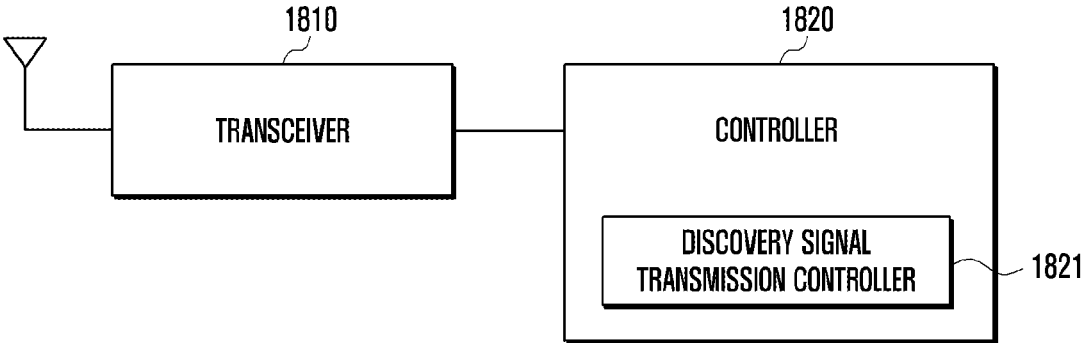 1810
1820
TRANSCEIVER
CONTROLLER
DISCOVERY SIGNAL
TRANSMISSION CONTROLLER
1821